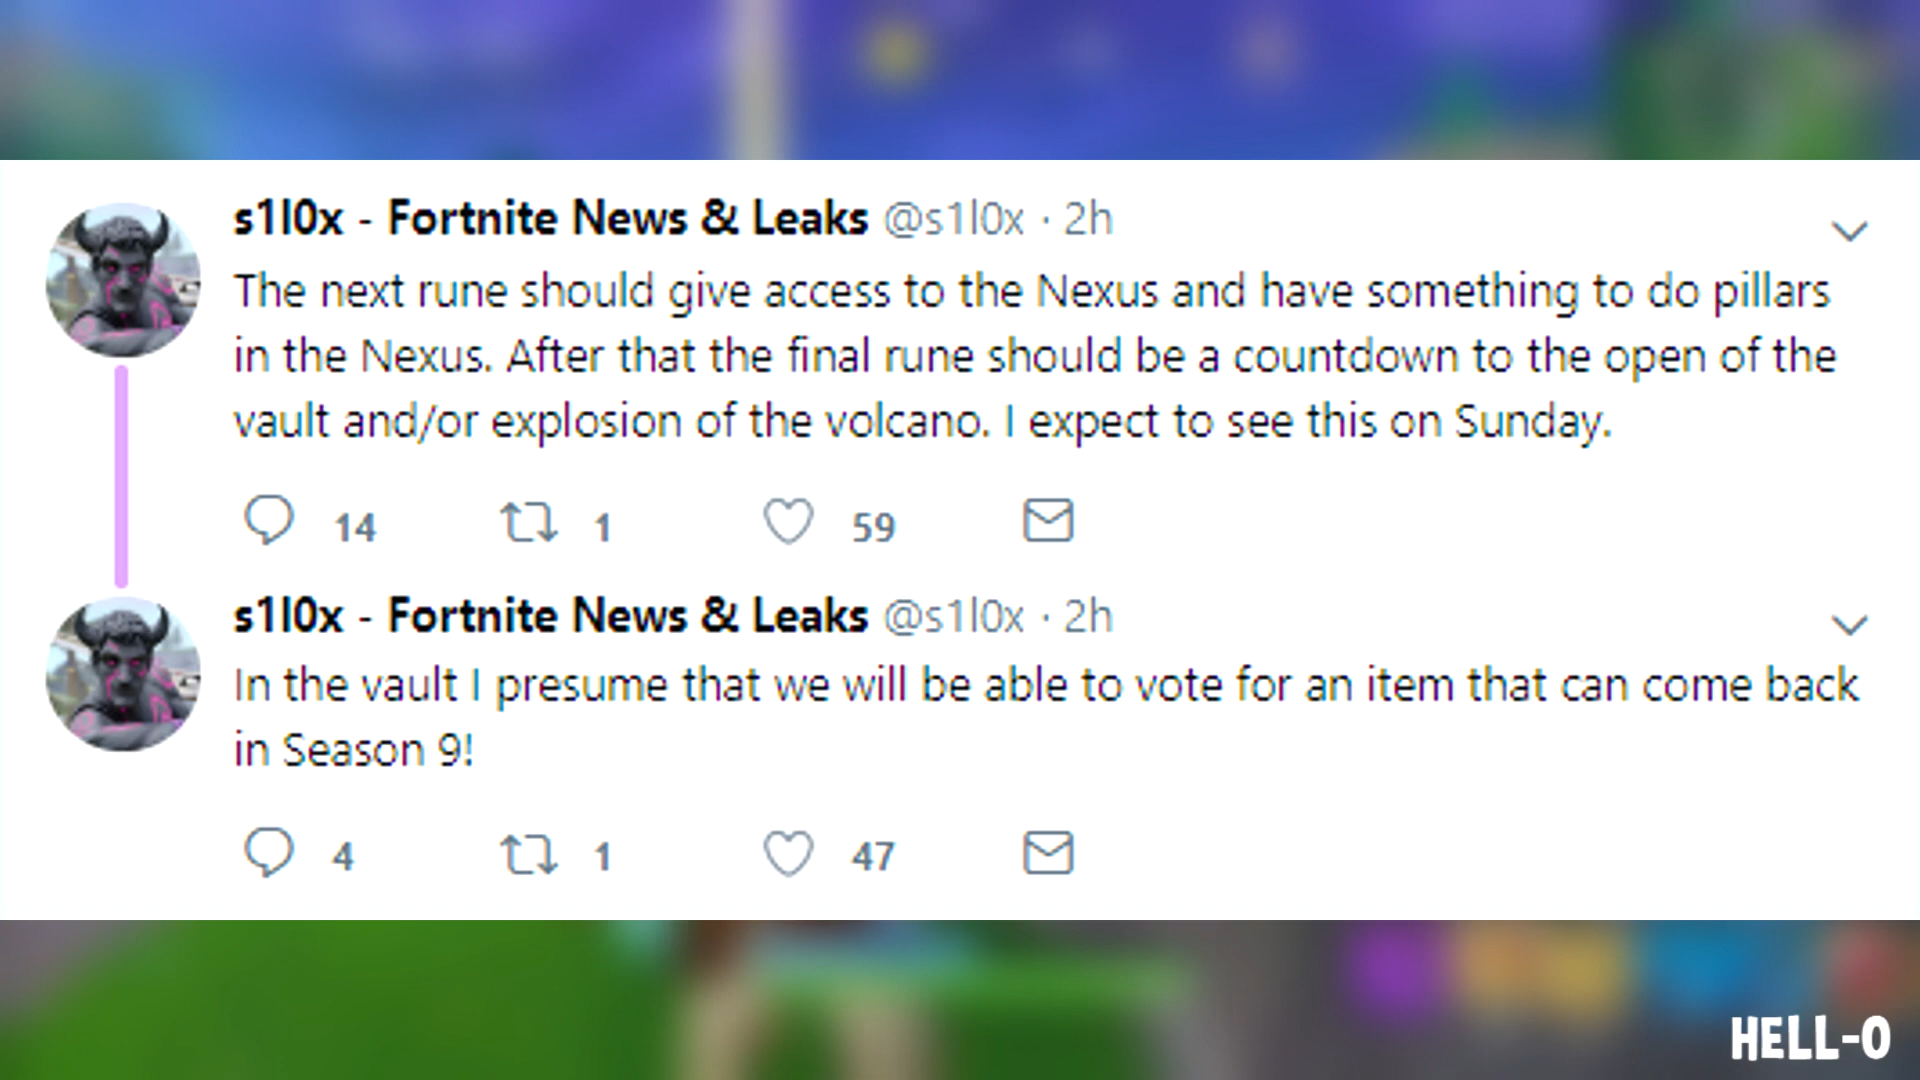 s1l0x - Fortnite News & Leaks @s1l0x · 2h
The next rune should give access to the Nexus and have something to do pillars
in the Nexus. After that the final rune should be a countdown to the open of the
vault and/or explosion of the volcano. I expect to see this on Sunday.
14 1 59
s1l0x - Fortnite News & Leaks @s1l0x · 2h
In the vault I presume that we will be able to vote for an item that can come back
in Season 9!
4 1 47
HELL-O